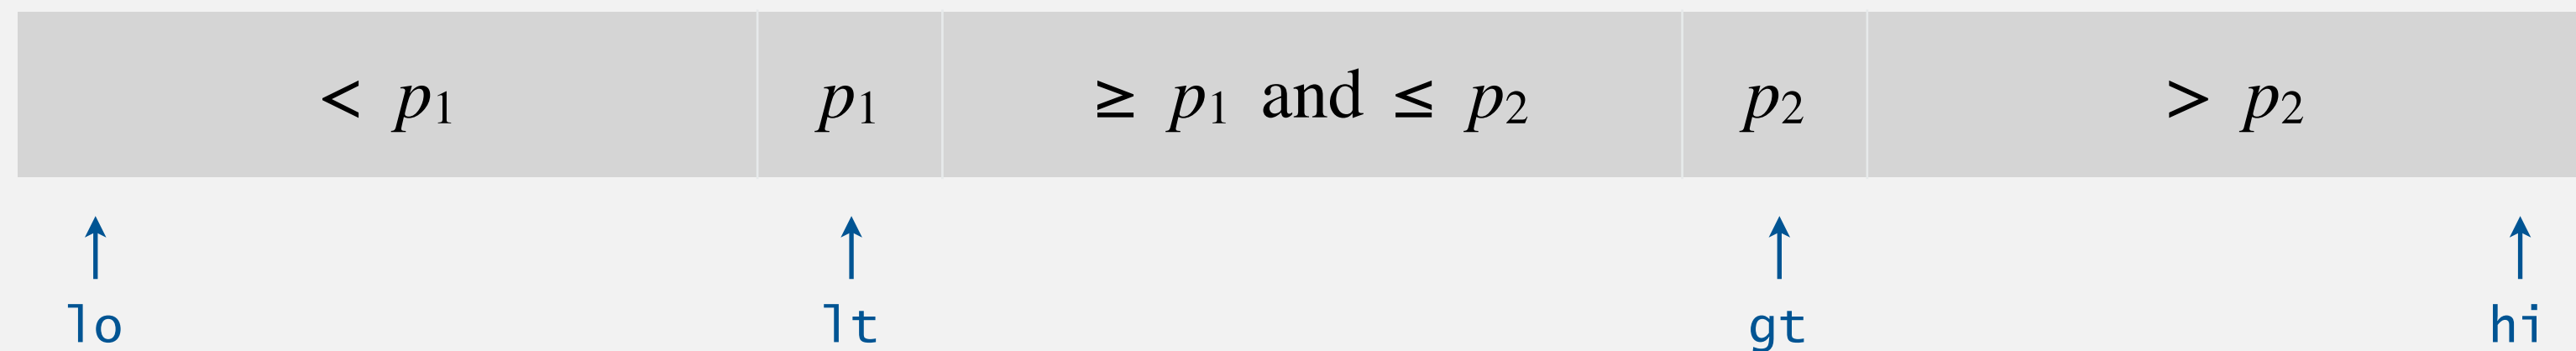 < p1 p1 ≥ p1 and ≤ p2 p2 > p2
lo lt gt hi